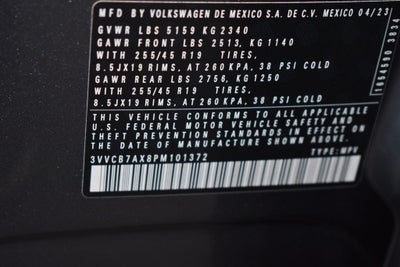 MFD BY VOLKSWAGEN DE MEXICO S.A. DE C.V. MEXICO 04/23
GVWR LBS 5159 KG 2340
GAWR FRONT LBS 2513, KG1140
WITH 255/45 R19 TIRES,
8.5JX19 RIMS, AT 260 KPA, 38 PSI COLD
GAWR REAR LBS 2756, KG1250
WITH 255/45 R19 TIRES,
8.5JX19 RIMS, AT 260 KPA, 38 PSI COLD
THIS VEHICLE CONFORMS TO ALL APPLICABLE
U.S. FEDERAL MOTOR VEHICLE SAFETY AND
THEFT PREVENTION STANDARDS IN EFFECT ON
THE DATE OF MANUFACTURE SHOWN ABOVE.
3VVCB7AX8PM101372 TYPE: MPV
1854590 3834